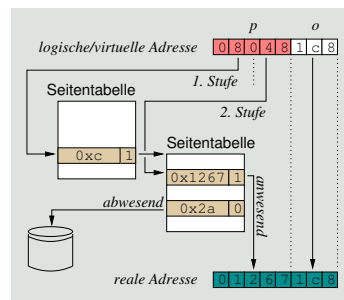 p o
logische/virtuelle Adresse 0 8 0 4 8 1 c 8
1. Stufe
Seitentabelle
2. Stufe
Seitentabelle
0xc 1
0x1267 1
anwesend
abwesend
0x2a 0
reale Adresse 0 1 2 6 7 1 c 8